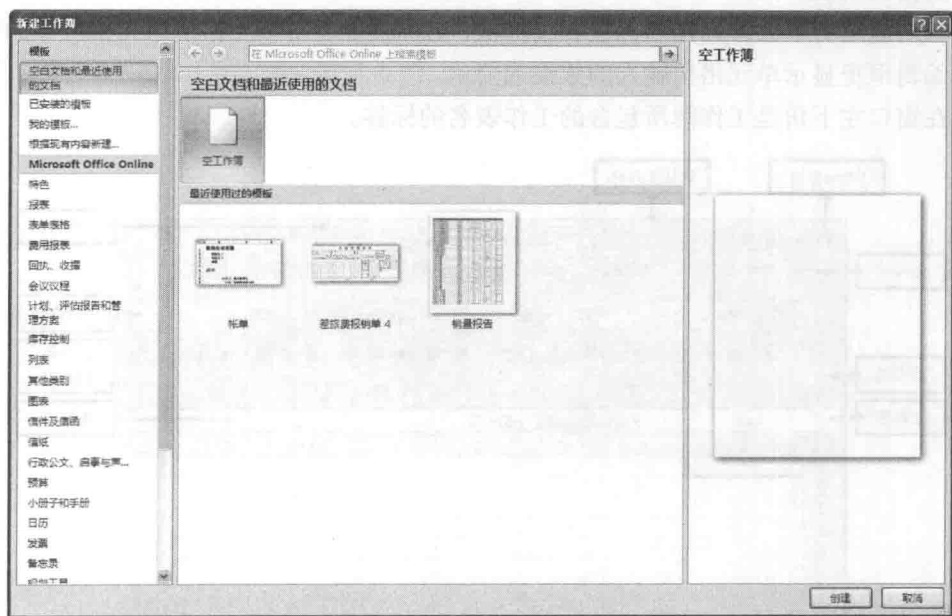 新建工作簿
模板
空白文档和最近使用
的文档
已安装的模板
我的模板...
根据现有内容新建...
Microsoft Office Online
特色
报表
表单表格
费用报表
回执、收据
会议议程
计划、评估报告和管
理方案
库存控制
列表
其他类别
图表
信件及信函
信纸
行政公文、启事与声...
预算
小册子和手册
日历
发票
备忘录
在 Microsoft Office Online 上搜索模板
空白文档和最近使用的文档
空工作簿
最近使用过的模板
帐单
差旅费报销单 4
销量报告
空工作簿
创建
取消